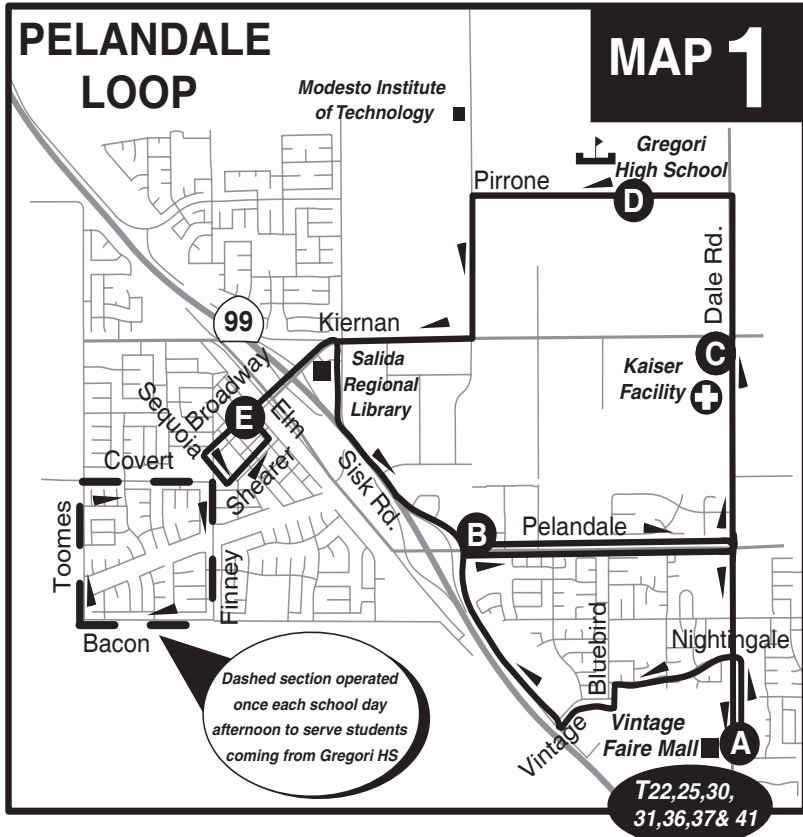 PELANDALE
LOOP
MAP 1
Modesto Institute
of Technology
Gregori
High School
Pirrone
D
Dale Rd.
99
Kiernan
C
Kaiser
Facility
Salida
Regional
Library
Broadway
Sequoia
E
Elm
Shearer
Covert
Sisk Rd.
B
Pelandale
Toomes
Finney
Bacon
Bluebird
Nightingale
Dashed section operated
once each school day
afternoon to serve students
coming from Gregori HS
Vintage
Vintage
Faire Mall
A
T22,25,30,
31,36,37& 41